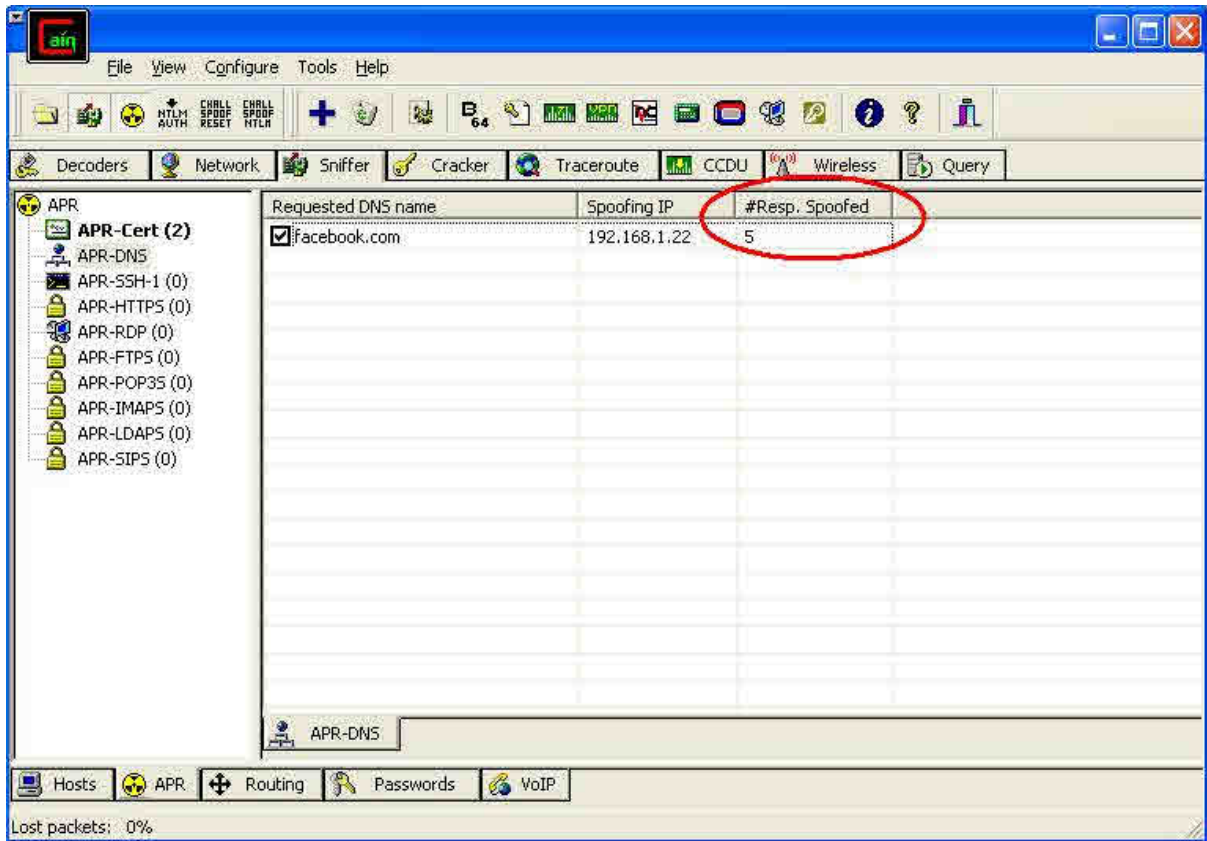 Cain
File View Configure Tools Help
NTLM AUTH CHALL SPOOF RESET CHALL SPOOF NTLM B64
Decoders Network Sniffer Cracker Traceroute CCDU Wireless Query
APR
APR-Cert (2)
APR-DNS
APR-SSH-1 (0)
APR-HTTPS (0)
APR-RDP (0)
APR-FTPS (0)
APR-POP3S (0)
APR-IMAPS (0)
APR-LDAPS (0)
APR-SIPS (0)
Requested DNS name Spoofing IP #Resp. Spoofed
facebook.com 192.168.1.22 5
APR-DNS
Hosts APR Routing Passwords VoIP
Lost packets: 0%